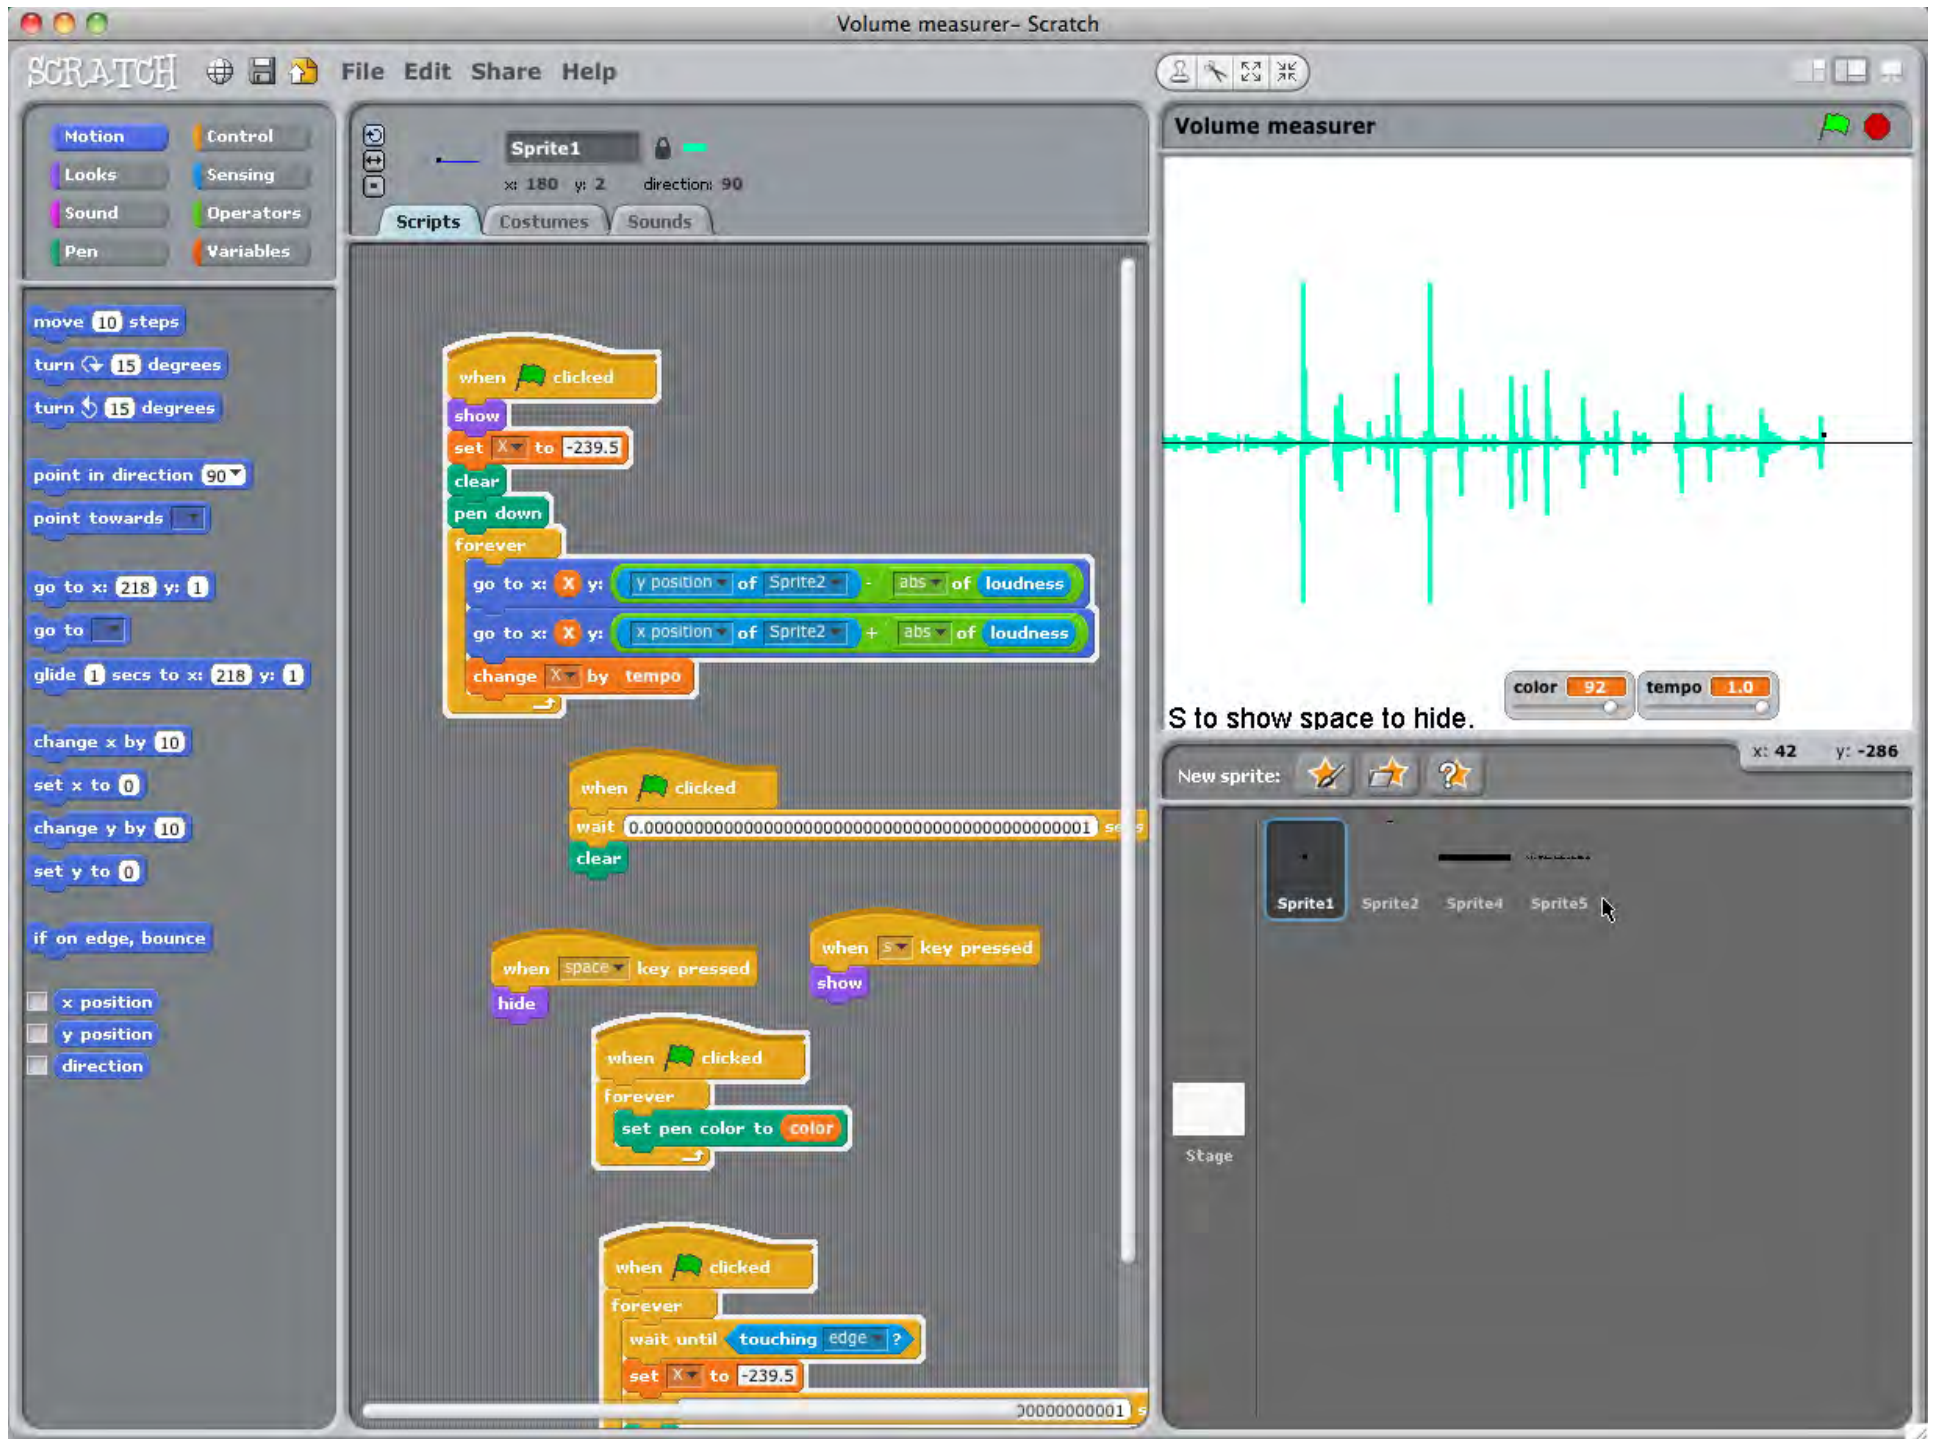 Volume measurer– Scratch
SCRATCH File Edit Share Help
Motion Control
Looks Sensing
Sound Operators
Pen Variables
move 10 steps
turn 15 degrees
turn 15 degrees
point in direction 90
point towards
go to x: 218 y: 1
go to
glide 1 secs to x: 218 y: 1
change x by 10
set x to 0
change y by 10
set y to 0
if on edge, bounce
x position
y position
direction
Sprite1
x: 180 y: 2 direction: 90
Scripts Costumes Sounds
when clicked
show
set X to -239.5
clear
pen down
forever
go to x: X y: y position of Sprite2 - abs of loudness
go to x: X y: x position of Sprite2 + abs of loudness
change X by tempo
when clicked
wait
clear
when space key pressed
hide
when s key pressed
show
when clicked
forever
set pen color to color
when clicked
forever
wait until touching edge ?
set X to -239.5
00000000001 s
Volume measurer
color 92 tempo 1.0
S to show space to hide.
x: 42 y: -286
New sprite:
Sprite1 Sprite2 Sprite4 Sprite5
Stage